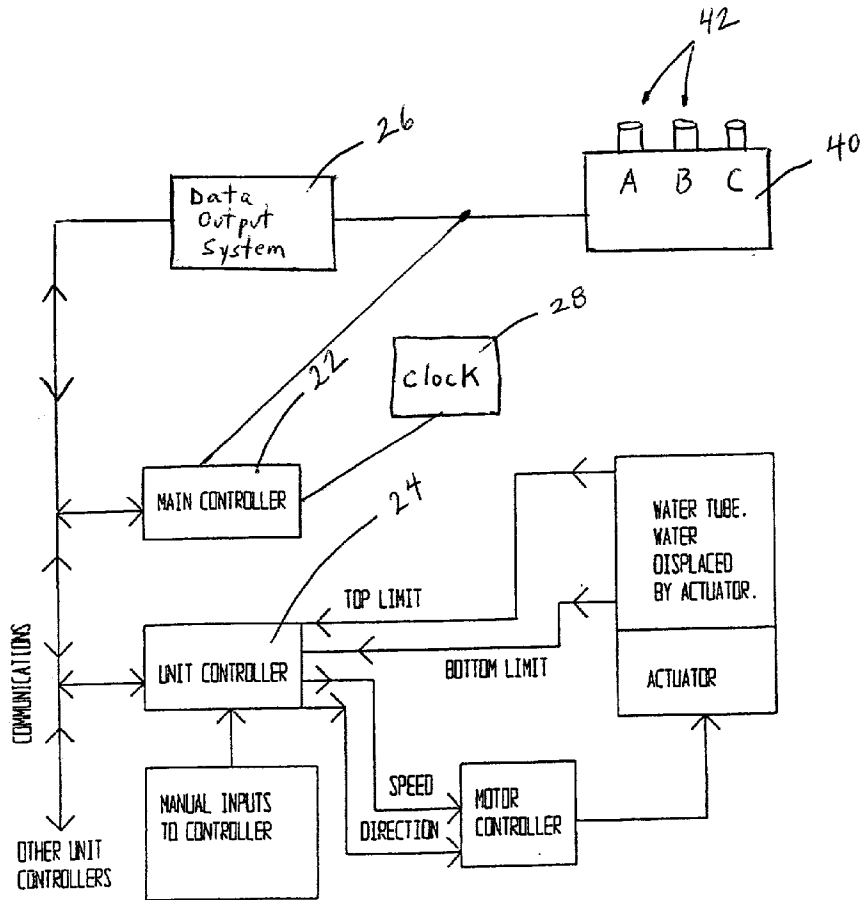 42
26
40
Data
Output
System
A B C
28
Clock
22
MAIN CONTROLLER
24
WATER TUBE.
WATER
DISPLACED
BY ACTUATOR.
TOP LIMIT
UNIT CONTROLLER
BOTTOM LIMIT
ACTUATOR
COMMUNICATIONS
MANUAL INPUTS
TO CONTROLLER
SPEED
DIRECTION
MOTOR
CONTROLLER
OTHER UNIT
CONTROLLERS